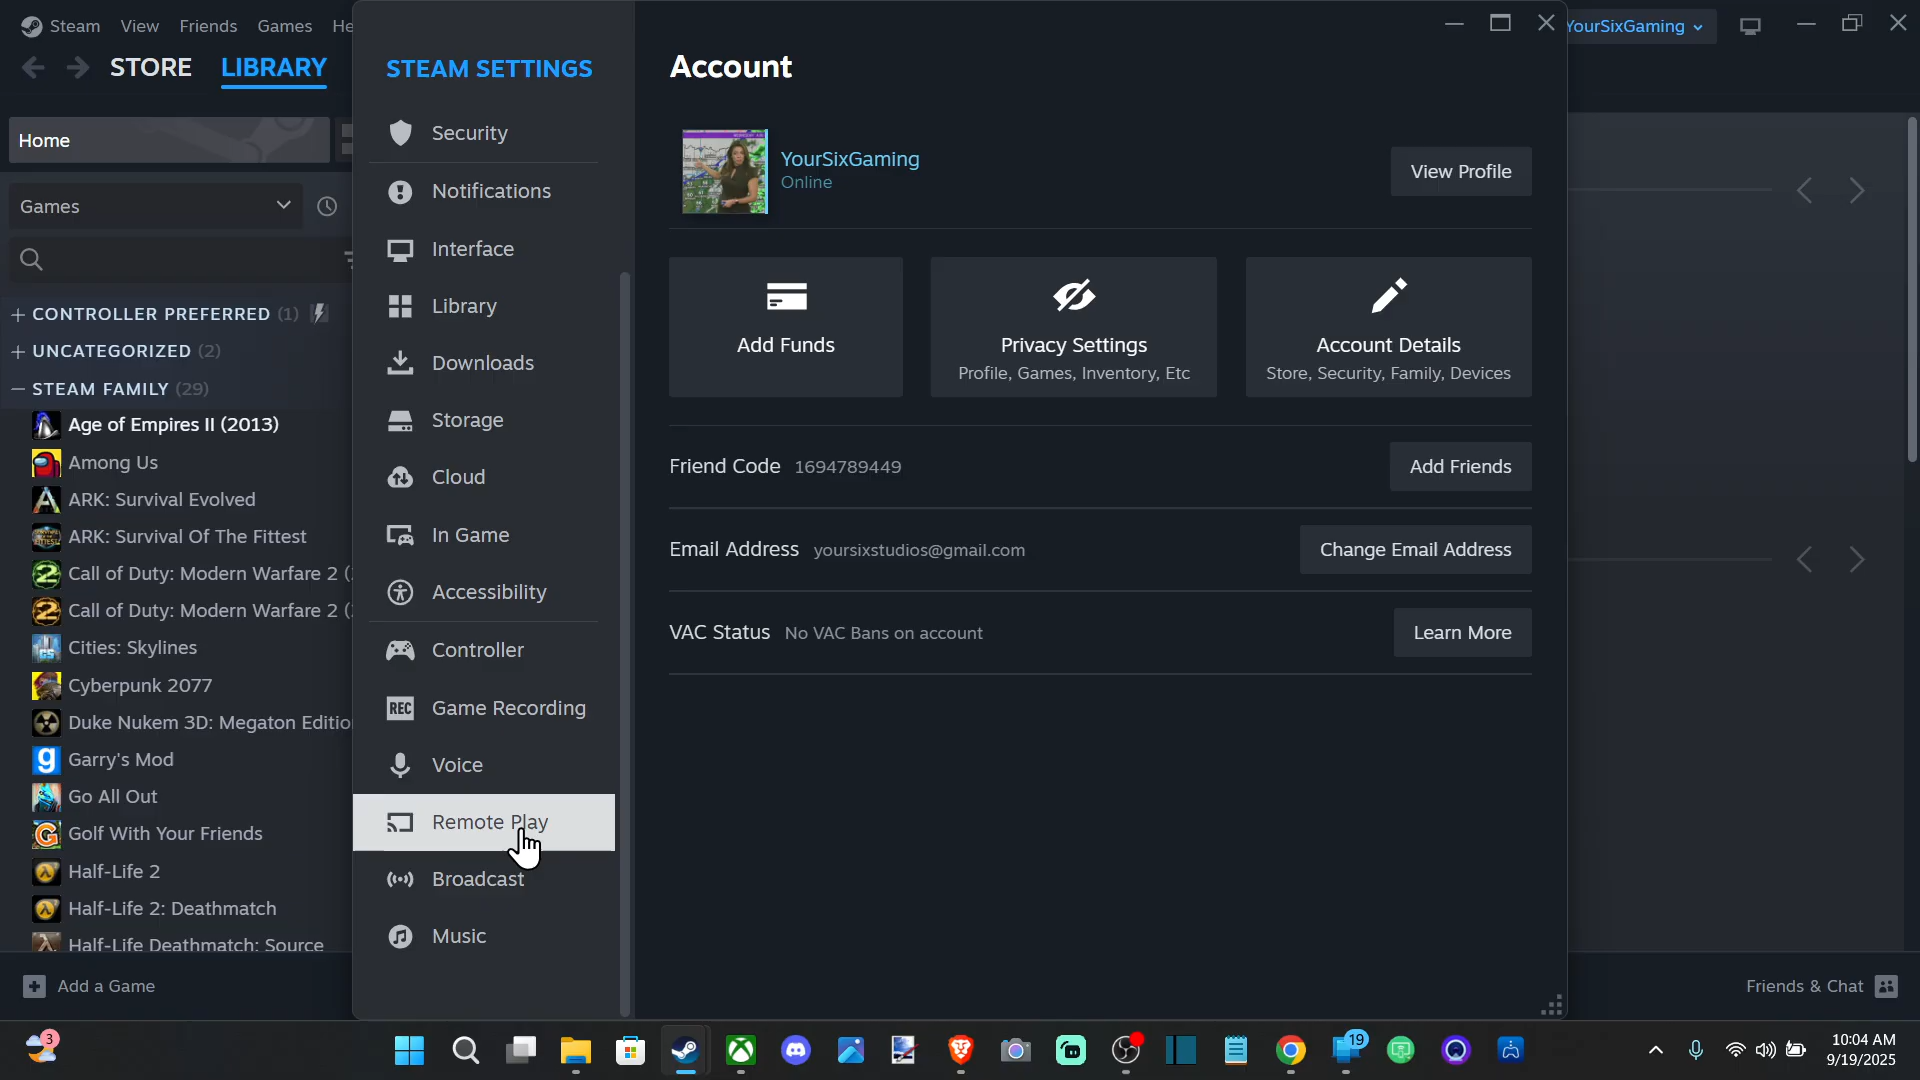 Steam View Friends Games He
YourSixGaming
STORE LIBRARY
Home
Games
+ CONTROLLER PREFERRED (1)
+ UNCATEGORIZED (2)
− STEAM FAMILY (29)
Age of Empires II (2013)
Among Us
ARK: Survival Evolved
ARK: Survival Of The Fittest
Call of Duty: Modern Warfare 2 (
Call of Duty: Modern Warfare 2 (
Cities: Skylines
Cyberpunk 2077
Duke Nukem 3D: Megaton Editio
Garry's Mod
Go All Out
Golf With Your Friends
Half-Life 2
Half-Life 2: Deathmatch
Half-Life Deathmatch: Source
Add a Game
STEAM SETTINGS
Security
Notifications
Interface
Library
Downloads
Storage
Cloud
In Game
Accessibility
Controller
REC Game Recording
Voice
Remote Play
Broadcast
Music
Account
YourSixGaming
Online
View Profile
Add Funds
Privacy Settings
Profile, Games, Inventory, Etc
Account Details
Store, Security, Family, Devices
Friend Code 1694789449
Add Friends
Email Address yoursixstudios@gmail.com
Change Email Address
VAC Status No VAC Bans on account
Learn More
Friends & Chat
3
19
10:04 AM
9/19/2025